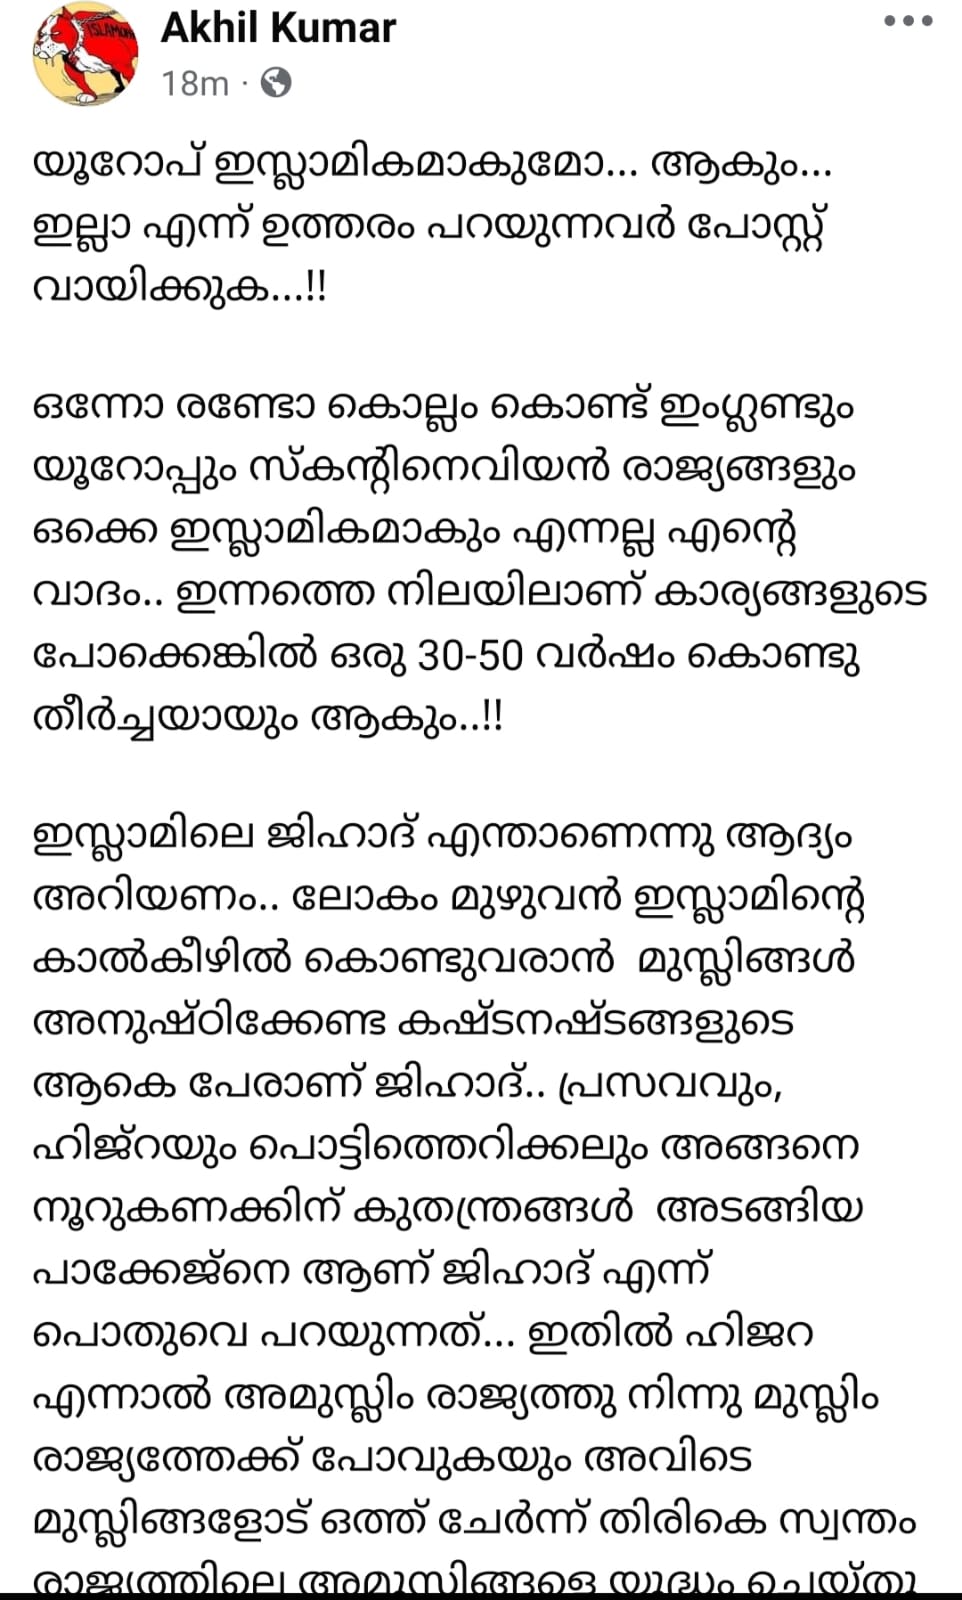 Akhil Kumar
18m
യൂറോപ് ഇസ്ലാമികമാകുമോ... ആകും...
ഇല്ലാ എന്ന് ഉത്തരം പറയുന്നവർ പോസ്റ്റ്
വായിക്കുക...!!
ഒന്നോ രണ്ടോ കൊല്ലം കൊണ്ട് ഇംഗ്ലണ്ടും
യൂറോപ്പും സ്കന്റിനെവിയൻ രാജ്യങ്ങളും
ഒക്കെ ഇസ്ലാമികമാകും എന്നല്ല എന്റെ
വാദം.. ഇന്നത്തെ നിലയിലാണ് കാര്യങ്ങളുടെ
പോക്കെങ്കിൽ ഒരു 30-50 വർഷം കൊണ്ടു
തീർച്ചയായും ആകും..!!
ഇസ്ലാമിലെ ജിഹാദ് എന്താണെന്നു ആദ്യം
അറിയണം.. ലോകം മുഴുവൻ ഇസ്ലാമിന്റെ
കാൽകീഴിൽ കൊണ്ടുവരാൻ മുസ്ലിങ്ങൾ
അനുഷ്ഠിക്കേണ്ട കഷ്ടനഷ്ടങ്ങളുടെ
ആകെ പേരാണ് ജിഹാദ്.. പ്രസവവും,
ഹിജ്റയും പൊട്ടിത്തെറിക്കലും അങ്ങനെ
നൂറുകണക്കിന് കുതന്ത്രങ്ങൾ അടങ്ങിയ
പാക്കേജ്നെ ആണ് ജിഹാദ് എന്ന്
പൊതുവെ പറയുന്നത്... ഇതിൽ ഹിജറ
എന്നാൽ അമുസ്ലിം രാജ്യത്തു നിന്നു മുസ്ലിം
രാജ്യത്തേക്ക് പോവുകയും അവിടെ
മുസ്ലിങ്ങളോട് ഒത്ത് ചേർന്ന് തിരികെ സ്വന്തം
രാജ്യത്തിലെ അമുസ്ലിങ്ങളെ യുദ്ധം ചെയ്തു